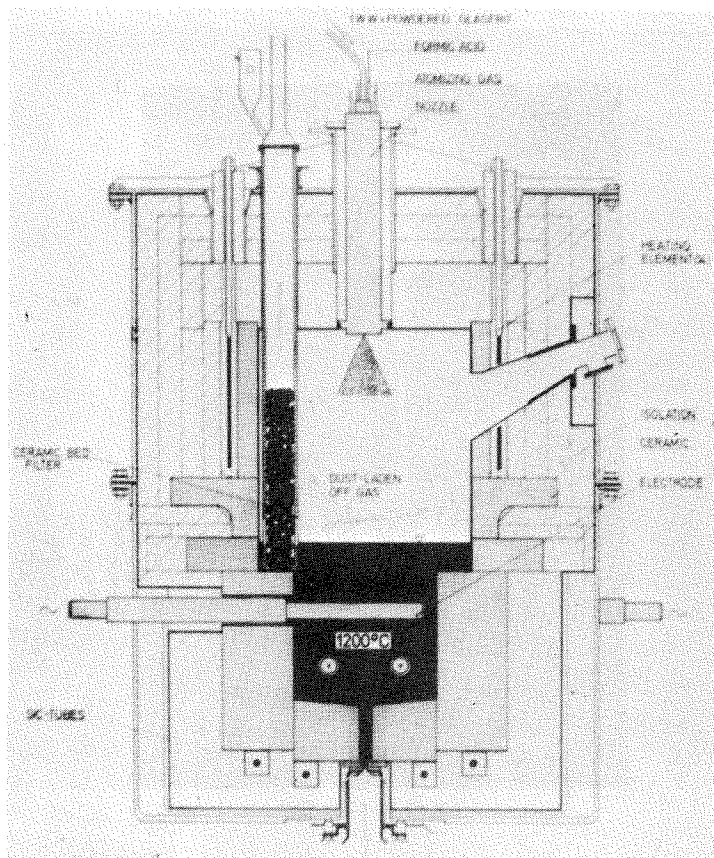 POWDERED
FORMIC ACID
ATOMIZING GAS
NOZZLE
HEATING
ISOLATION
CERAMIC
ELECTRODE
CERAMIC BED
FILTER
DUST-LADEN
OFF GAS
1200°C
SIC-TUBES